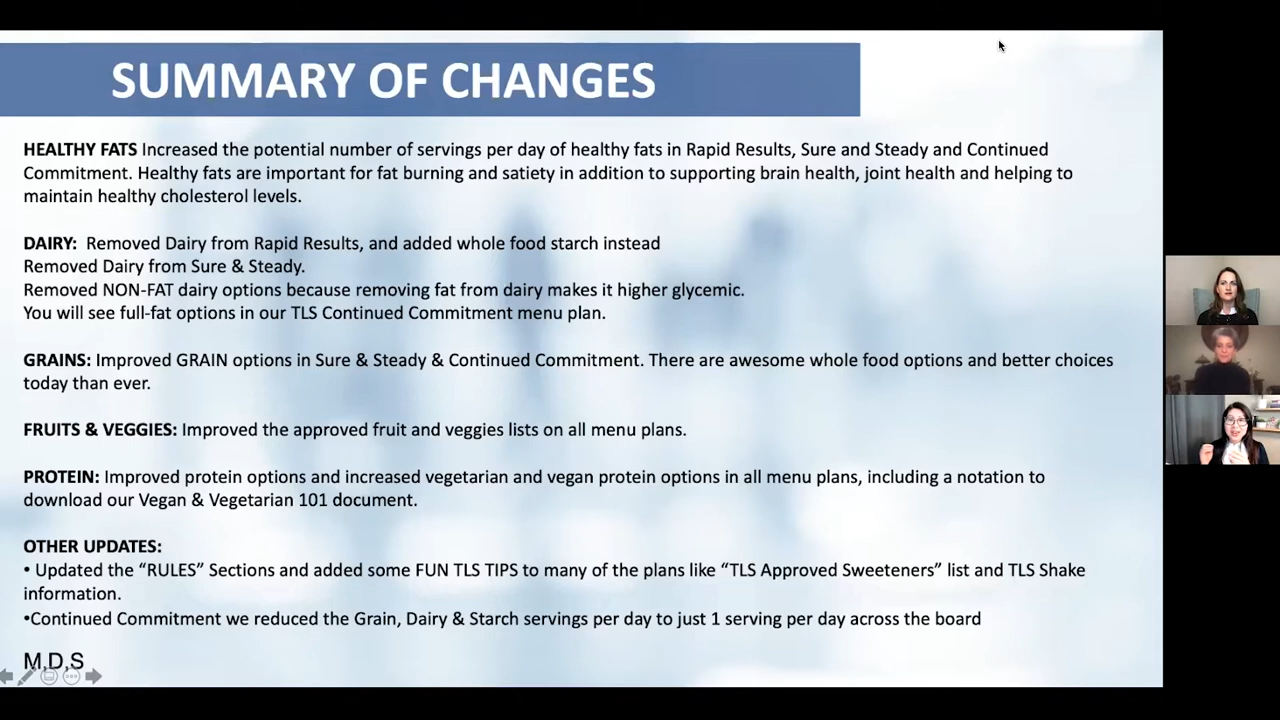 SUMMARY OF CHANGES
HEALTHY FATS Increased the potential number of servings per day of healthy fats in Rapid Results, Sure and Steady and Continued
Commitment. Healthy fats are important for fat burning and satiety in addition to supporting brain health, joint health and helping to
maintain healthy cholesterol levels.
DAIRY: Removed Dairy from Rapid Results, and added whole food starch instead
Removed Dairy from Sure & Steady.
Removed NON-FAT dairy options because removing fat from dairy makes it higher glycemic.
You will see full-fat options in our TLS Continued Commitment menu plan.
GRAINS: Improved GRAIN options in Sure & Steady & Continued Commitment. There are awesome whole food options and better choices
today than ever.
FRUITS & VEGGIES: Improved the approved fruit and veggies lists on all menu plans.
PROTEIN: Improved protein options and increased vegetarian and vegan protein options in all menu plans, including a notation to
download our Vegan & Vegetarian 101 document.
OTHER UPDATES:
• Updated the “RULES” Sections and added some FUN TLS TIPS to many of the plans like “TLS Approved Sweeteners” list and TLS Shake
information.
•Continued Commitment we reduced the Grain, Dairy & Starch servings per day to just 1 serving per day across the board
M,D,S